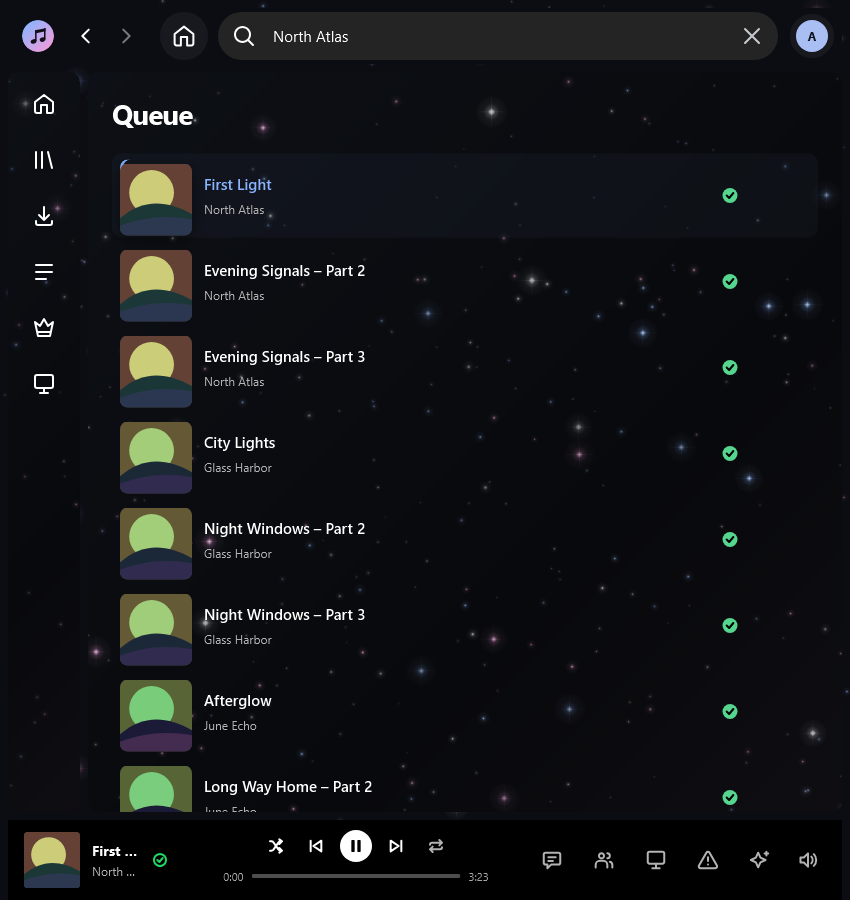 North Atlas
A
Queue
First Light
North Atlas
Evening Signals – Part 2
North Atlas
Evening Signals – Part 3
North Atlas
City Lights
Glass Harbor
Night Windows – Part 2
Glass Harbor
Night Windows – Part 3
Glass Harbor
Afterglow
June Echo
Long Way Home – Part 2
June Echo
First ...
North ...
0:00
3:23